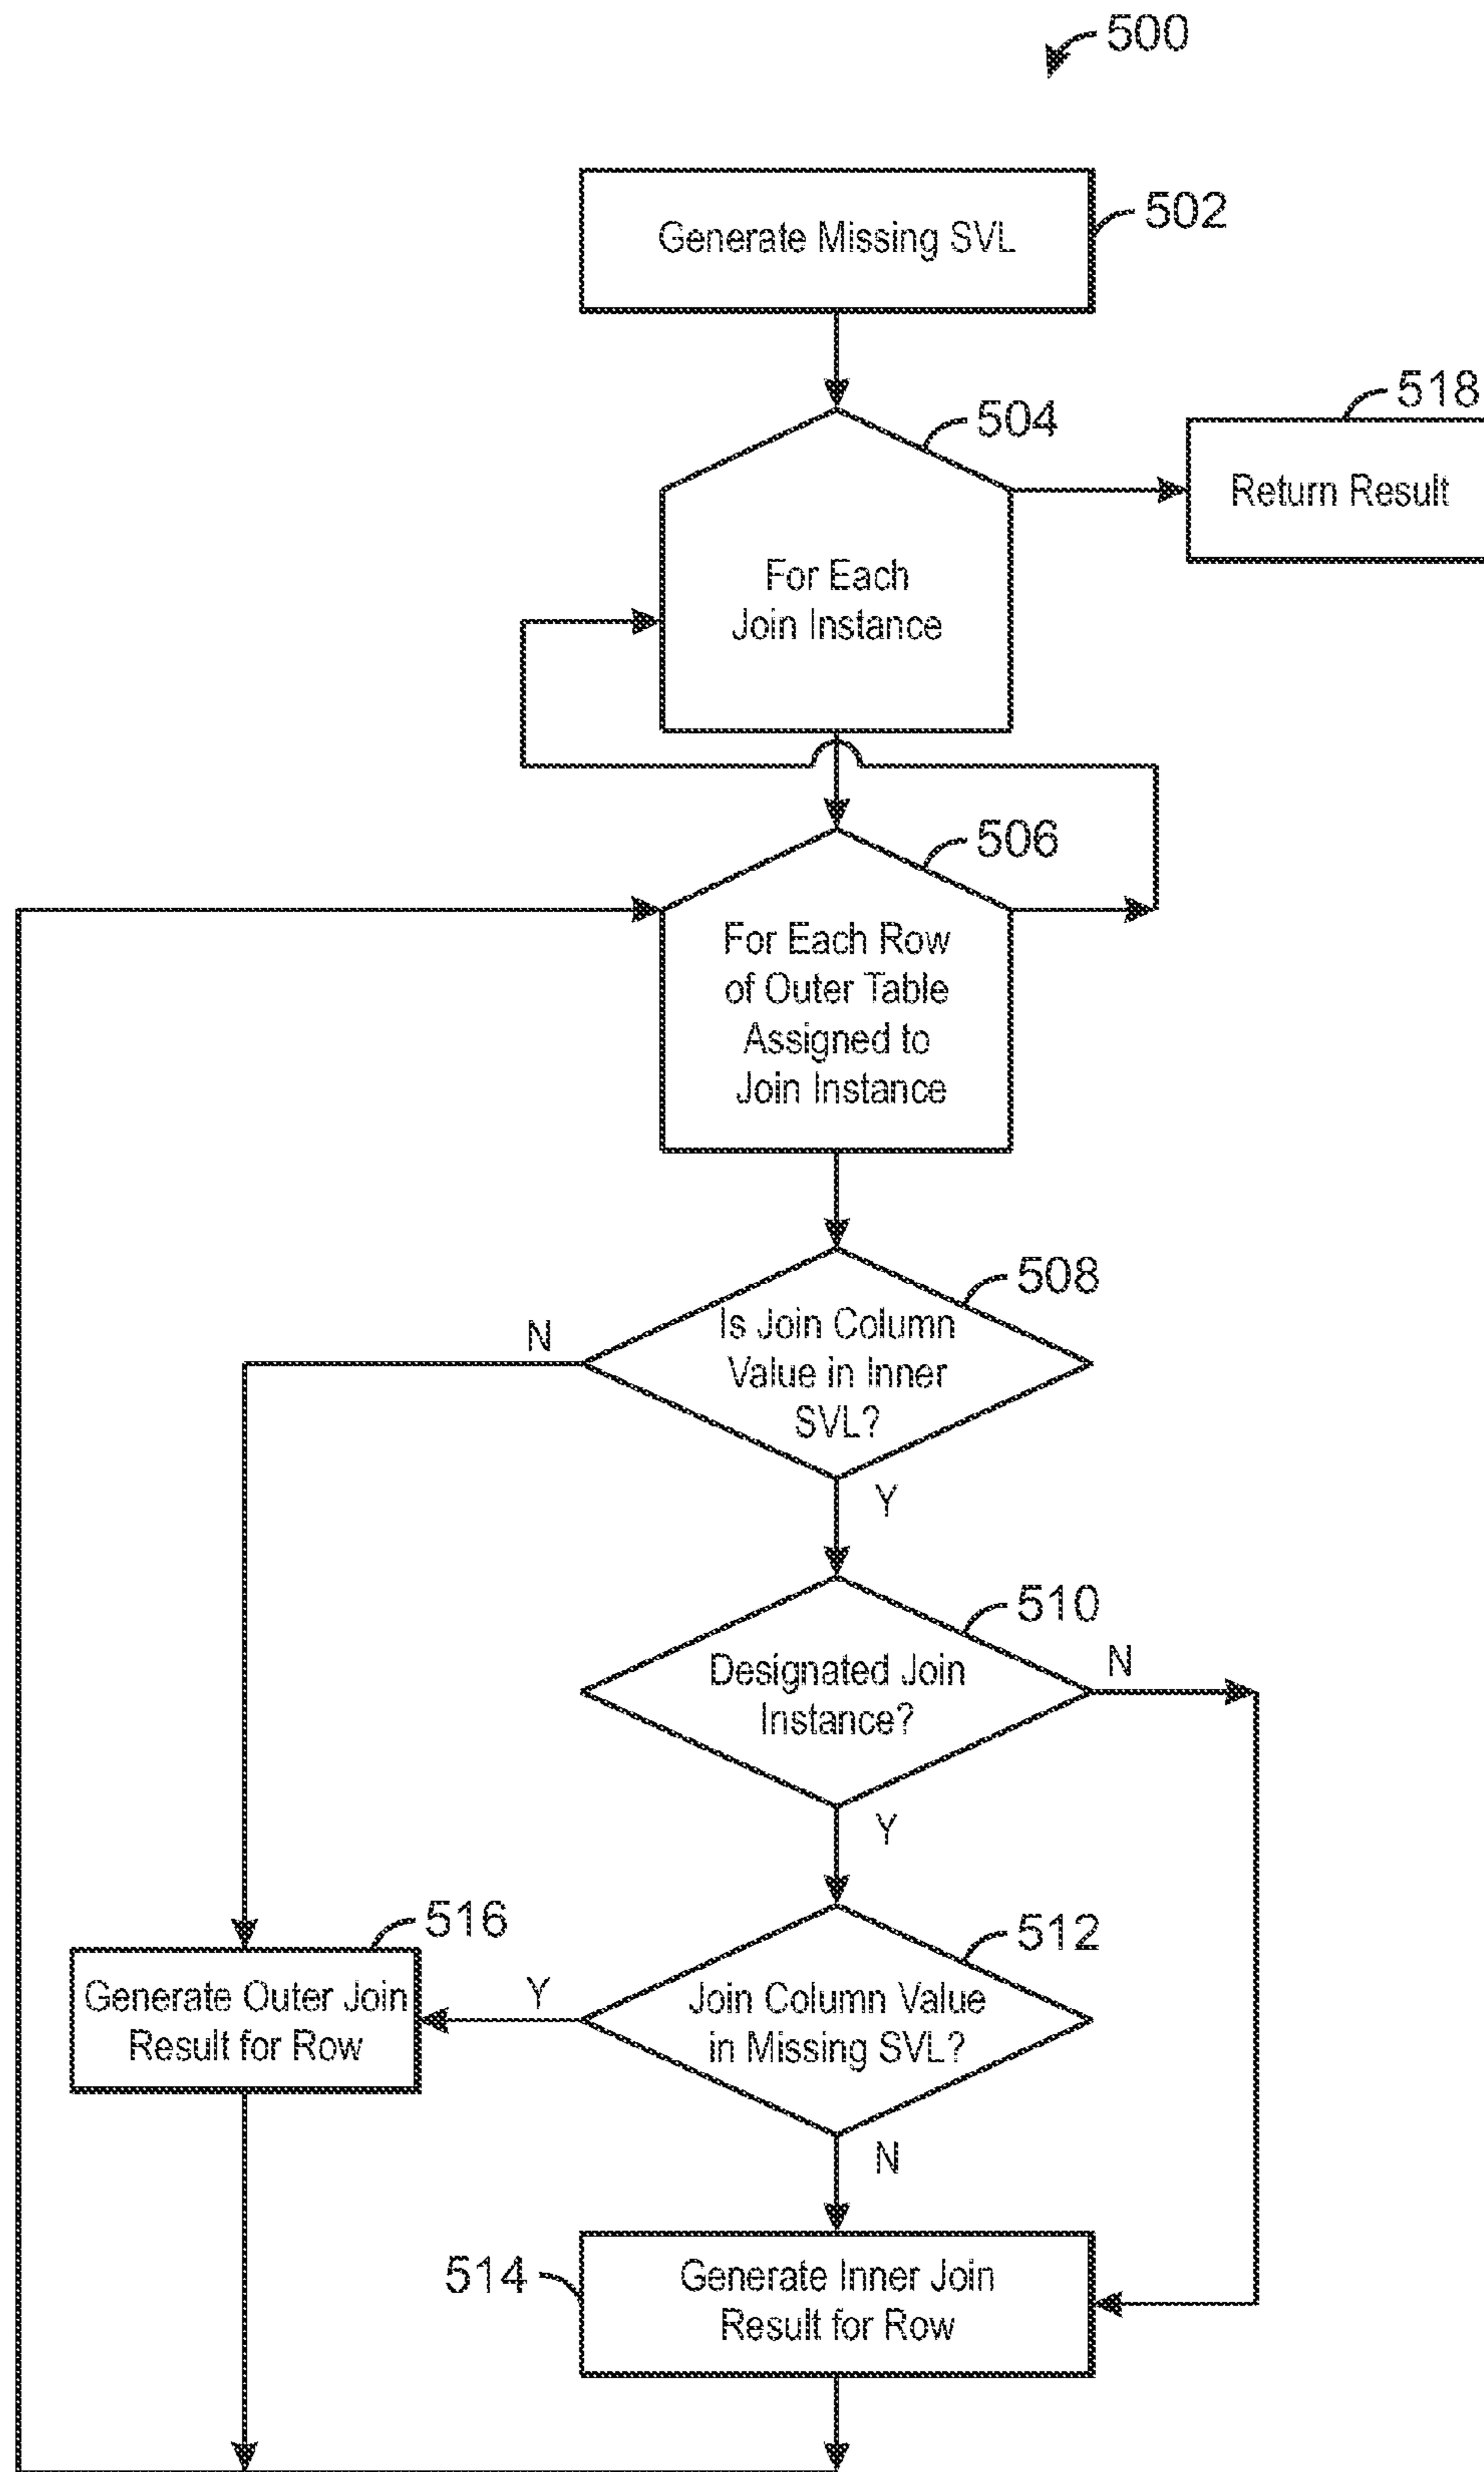 500
Generate Missing SVL
502
504
518
For Each
Join Instance
Return Result
506
For Each Row
of Outer Table
Assigned to
Join Instance
508
Is Join Column
Value in Inner
SVL?
N
Y
510
Designated Join
Instance?
N
Y
516
512
Generate Outer Join
Result for Row
Y
Join Column Value
in Missing SVL?
N
514
Generate Inner Join
Result for Row